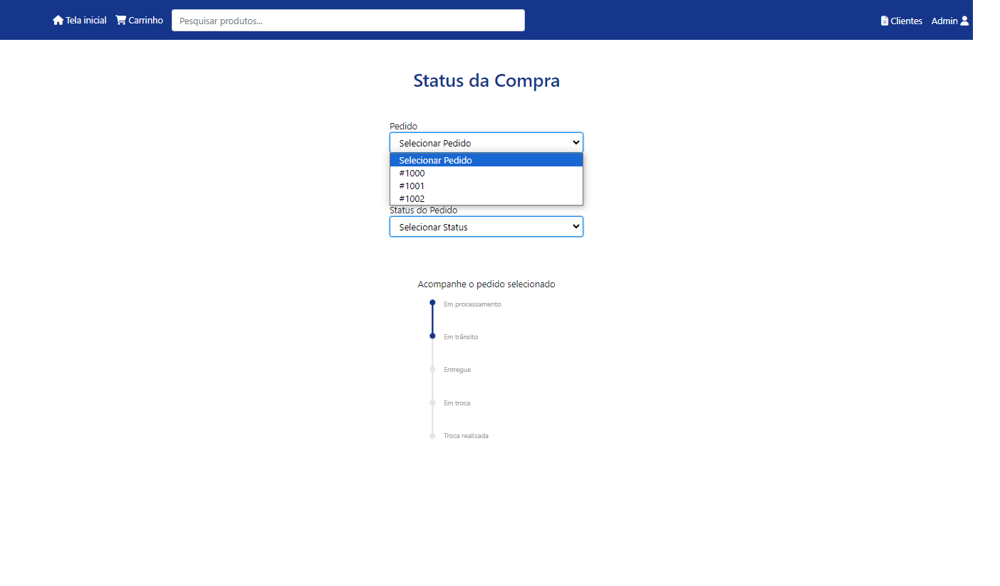 Tela inicial Carrinho Pesquisar produtos... Clientes Admin
Status da Compra
Pedido
Selecionar Pedido
Selecionar Pedido
#1000
#1001
#1002
Status do Pedido
Selecionar Status
Acompanhe o pedido selecionado
Em processamento
Em trânsito
Entregue
Em troca
Troca realizada